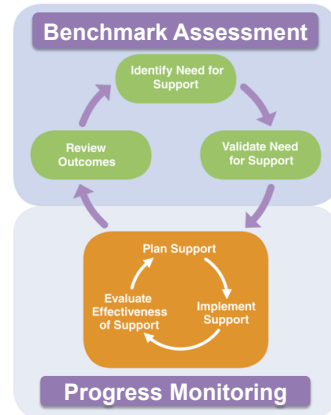 Benchmark Assessment
Identify Need for
Support
Review
Outcomes
Validate Need
for Support
Plan Support
Evaluate
Effectiveness
of Support
Implement
Support
Progress Monitoring